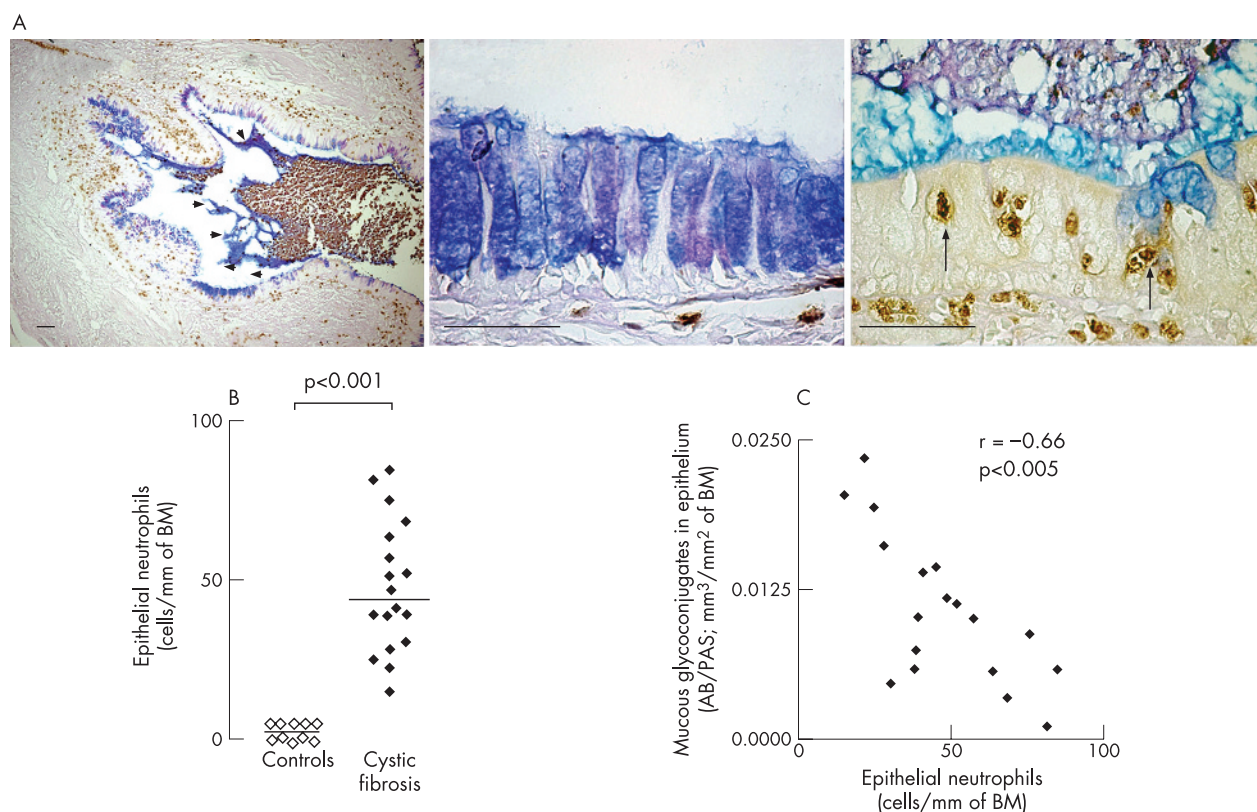 A
B
p<0.001
100
50
0
Epithelial neutrophils
(cells/mm of BM)
Controls
Cystic
fibrosis
C
r = −0.66
p<0.005
0.0250
0.0125
0.0000
Mucous glycoconjugates in epithelium
(AB/PAS; mm³/mm² of BM)
0
50
100
Epithelial neutrophils
(cells/mm of BM)